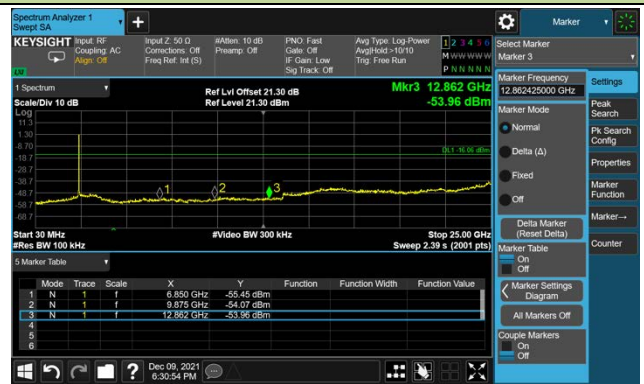 Spectrum Analyzer 1
Swept SA
Marker
KEYSIGHT
Input: RF
Coupling: AC
Align: Off
Input Z: 50 Ω
Corrections: Off
Freq Ref: Int (S)
#Atten: 10 dB
Preamp: Off
PNO: Fast
Gate: Off
IF Gain: Low
Sig Track: Off
Avg Type: Log-Power
Avg|Hold:>10/10
Trig: Free Run
1 2 3 4 5 6
M W W W W W
P N N N N N
Select Marker
Marker 3
1 Spectrum
Scale/Div 10 dB
Log
Ref Lvl Offset 21.30 dB
Ref Level 21.30 dBm
Mkr3 12.862 GHz
-53.96 dBm
11.3
1.30
-8.70
-18.7
-28.7
-38.7
-48.7
-58.7
-68.7
DL1 -16.06 dBm
1
2
3
Start 30 MHz
#Res BW 100 kHz
#Video BW 300 kHz
Stop 25.00 GHz
Sweep 2.39 s (2001 pts)
5 Marker Table
Mode Trace Scale X Y Function Function Width Function Value
1 N 1 f 6.850 GHz -55.45 dBm
2 N 1 f 9.875 GHz -54.07 dBm
3 N 1 f 12.862 GHz -53.96 dBm
4
5
6
Marker Frequency
12.862425000 GHz
Marker Mode
Normal
Delta (Δ)
Fixed
Off
Delta Marker
(Reset Delta)
Marker Table
On
Off
Marker Settings
Diagram
All Markers Off
Couple Markers
On
Off
Settings
Peak
Search
Pk Search
Config
Properties
Marker
Function
Marker→
Counter
?
Dec 09, 2021
6:30:54 PM